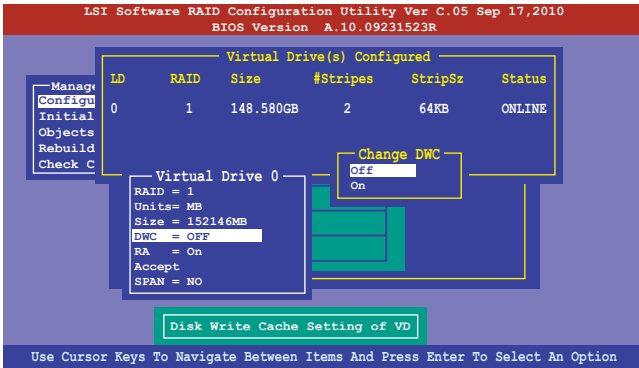 LSI Software RAID Configuration Utility Ver C.05 Sep 17,2010
BIOS Version A.10.09231523R
Virtual Drive(s) Configured
LD RAID Size #Stripes StripSz Status
0 1 148.580GB 2 64KB ONLINE
Manage
Configu
Initial
Objects
Rebuild
Check C
Change DWC
Off
On
Virtual Drive 0
RAID = 1
Units= MB
Size = 152146MB
DWC = OFF
RA = On
Accept
SPAN = NO
Disk Write Cache Setting of VD
Use Cursor Keys To Navigate Between Items And Press Enter To Select An Option